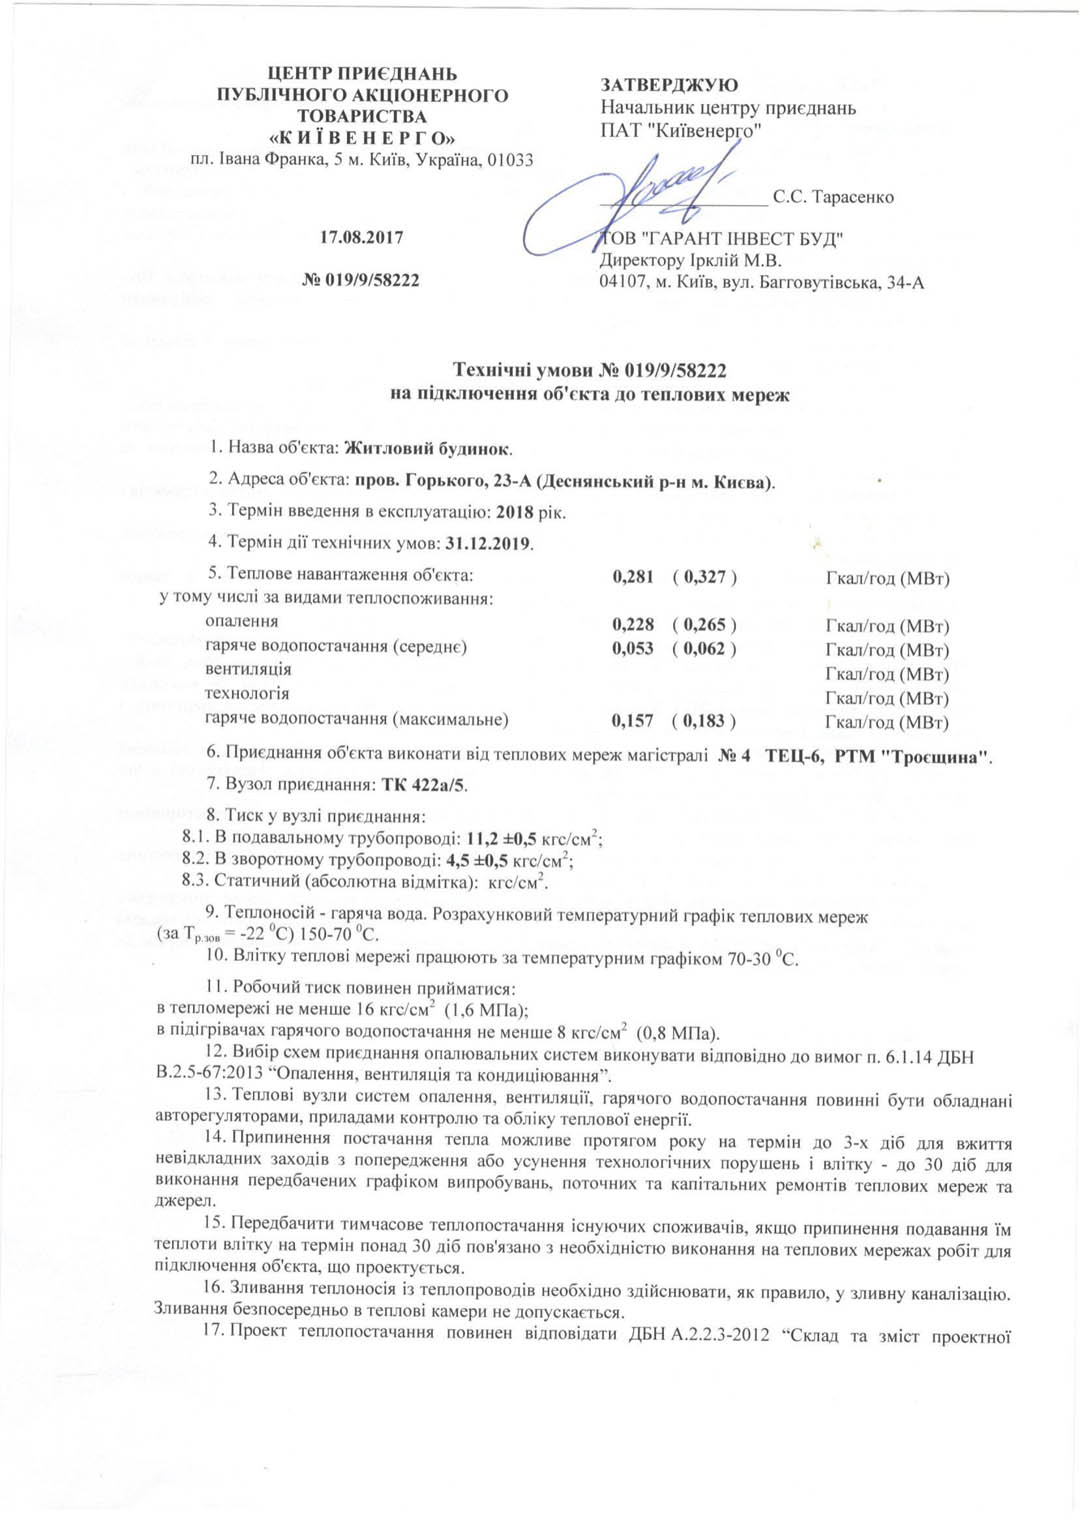 ЦЕНТР ПРИЄДНАНЬ
ПУБЛІЧНОГО АКЦІОНЕРНОГО
ТОВАРИСТВА
«К И Ї В Е Н Е Р Г О»
пл. Івана Франка, 5 м. Київ, Україна, 01033
17.08.2017
№ 019/9/58222
ЗАТВЕРДЖУЮ
Начальник центру приєднань
ПАТ "Київенерго"
С.С. Тарасенко
ТОВ "ГАРАНТ ІНВЕСТ БУД"
Директору Ірклій М.В.
04107, м. Київ, вул. Багговутівська, 34-А
Технічні умови № 019/9/58222
на підключення об'єкта до теплових мереж
1. Назва об'єкта: Житловий будинок.
2. Адреса об'єкта: пров. Горького, 23-А (Деснянський р-н м. Києва).
3. Термін введення в експлуатацію: 2018 рік.
4. Термін дії технічних умов: 31.12.2019.
5. Теплове навантаження об'єкта: 0,281 ( 0,327 ) Гкал/год (МВт)
у тому числі за видами теплоспоживання:
опалення 0,228 ( 0,265 ) Гкал/год (МВт)
гаряче водопостачання (середнє) 0,053 ( 0,062 ) Гкал/год (МВт)
вентиляція Гкал/год (МВт)
технологія Гкал/год (МВт)
гаряче водопостачання (максимальне) 0,157 ( 0,183 ) Гкал/год (МВт)
6. Приєднання об'єкта виконати від теплових мереж магістралі № 4 ТЕЦ-6, РТМ "Троєщина".
7. Вузол приєднання: ТК 422а/5.
8. Тиск у вузлі приєднання:
8.1. В подавальному трубопроводі: 11,2 ±0,5 кгс/см²;
8.2. В зворотному трубопроводі: 4,5 ±0,5 кгс/см²;
8.3. Статичний (абсолютна відмітка): кгс/см².
9. Теплоносій - гаряча вода. Розрахунковий температурний графік теплових мереж
(за Тр.зов = -22 ⁰С) 150-70 ⁰С.
10. Влітку теплові мережі працюють за температурним графіком 70-30 ⁰С.
11. Робочий тиск повинен прийматися:
в тепломережі не менше 16 кгс/см² (1,6 МПа);
в підігрівачах гарячого водопостачання не менше 8 кгс/см² (0,8 МПа).
12. Вибір схем приєднання опалювальних систем виконувати відповідно до вимог п. 6.1.14 ДБН
В.2.5-67:2013 “Опалення, вентиляція та кондиціювання”.
13. Теплові вузли систем опалення, вентиляції, гарячого водопостачання повинні бути обладнані
авторегуляторами, приладами контролю та обліку теплової енергії.
14. Припинення постачання тепла можливе протягом року на термін до 3-х діб для вжиття
невідкладних заходів з попередження або усунення технологічних порушень і влітку - до 30 діб для
виконання передбачених графіком випробувань, поточних та капітальних ремонтів теплових мереж та
джерел.
15. Передбачити тимчасове теплопостачання існуючих споживачів, якщо припинення подавання їм
теплоти влітку на термін понад 30 діб пов'язано з необхідністю виконання на теплових мережах робіт для
підключення об'єкта, що проектується.
16. Зливання теплоносія із теплопроводів необхідно здійснювати, як правило, у зливну каналізацію.
Зливання безпосередньо в теплові камери не допускається.
17. Проект теплопостачання повинен відповідати ДБН А.2.2.3-2012 “Склад та зміст проектної